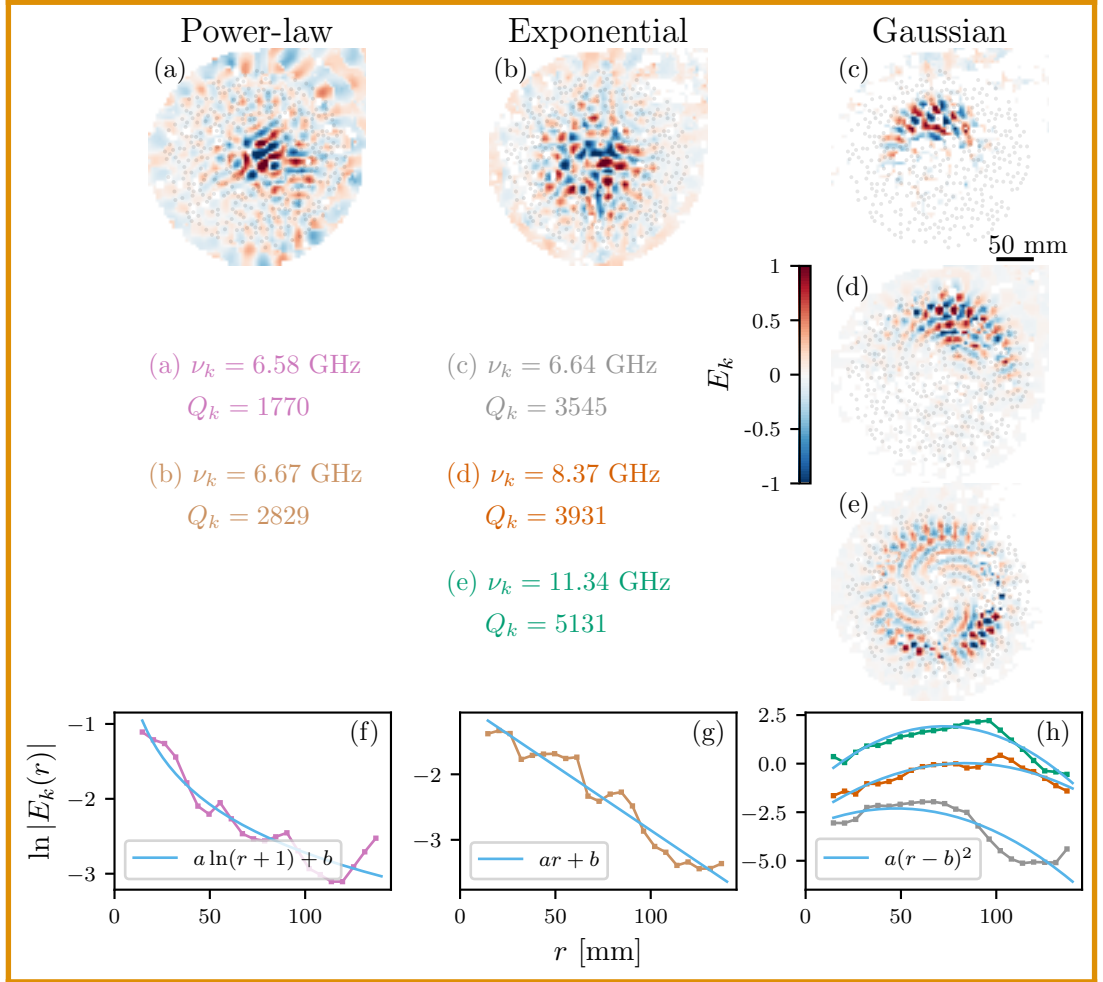 Power-law
Exponential
Gaussian
(a)
(b)
(c)
50 mm
(d)
1
0.5
0
-0.5
-1
E_k
(a) ν_k = 6.58 GHz
Q_k = 1770
(b) ν_k = 6.67 GHz
Q_k = 2829
(c) ν_k = 6.64 GHz
Q_k = 3545
(d) ν_k = 8.37 GHz
Q_k = 3931
(e) ν_k = 11.34 GHz
Q_k = 5131
(e)
ln |E_k(r)|
−1
−2
−3
(f)
a ln(r + 1) + b
0
50
100
−2
−3
(g)
ar + b
0
50
100
r [mm]
2.5
0.0
−2.5
−5.0
(h)
a(r − b)²
0
50
100